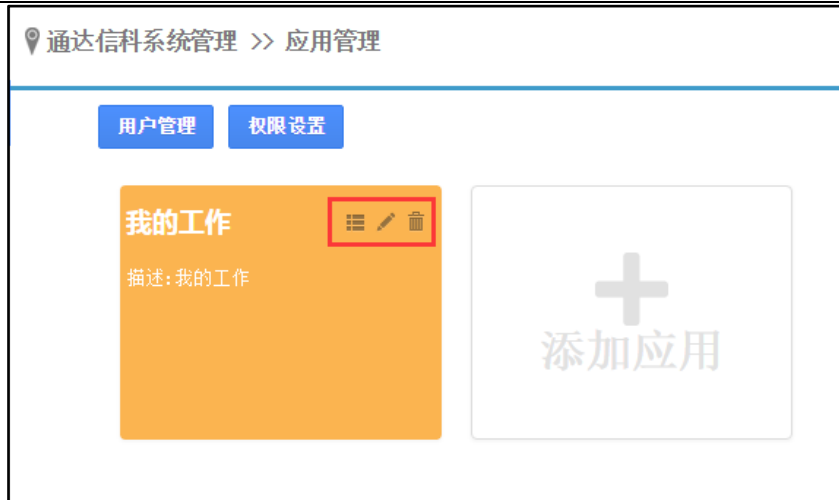 通达信科系统管理 >> 应用管理
用户管理 权限设置
我的工作
描述:我的工作
添加应用